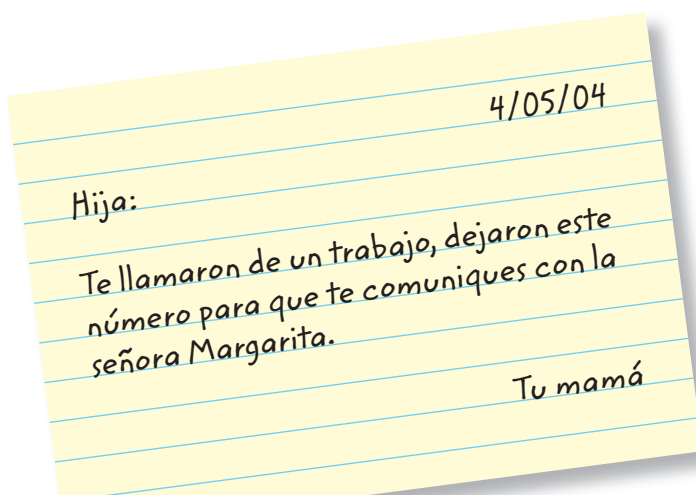 4/05/04
Hija:
Te llamaron de un trabajo, dejaron este
número para que te comuniques con la
señora Margarita.
Tu mamá